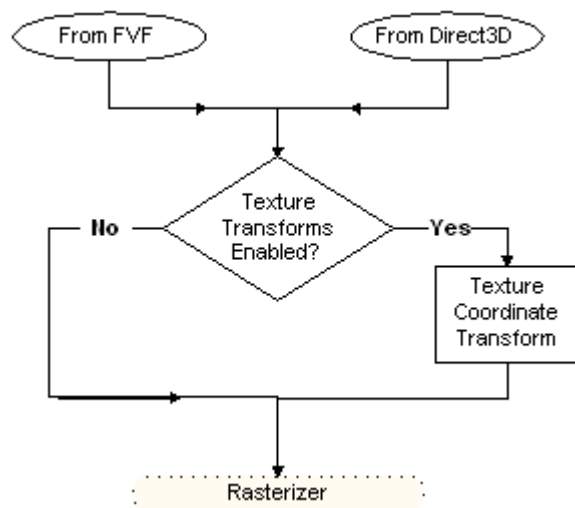 From FVF
From Direct3D
Texture
Transforms
Enabled?
No
Yes
Texture
Coordinate
Transform
Rasterizer